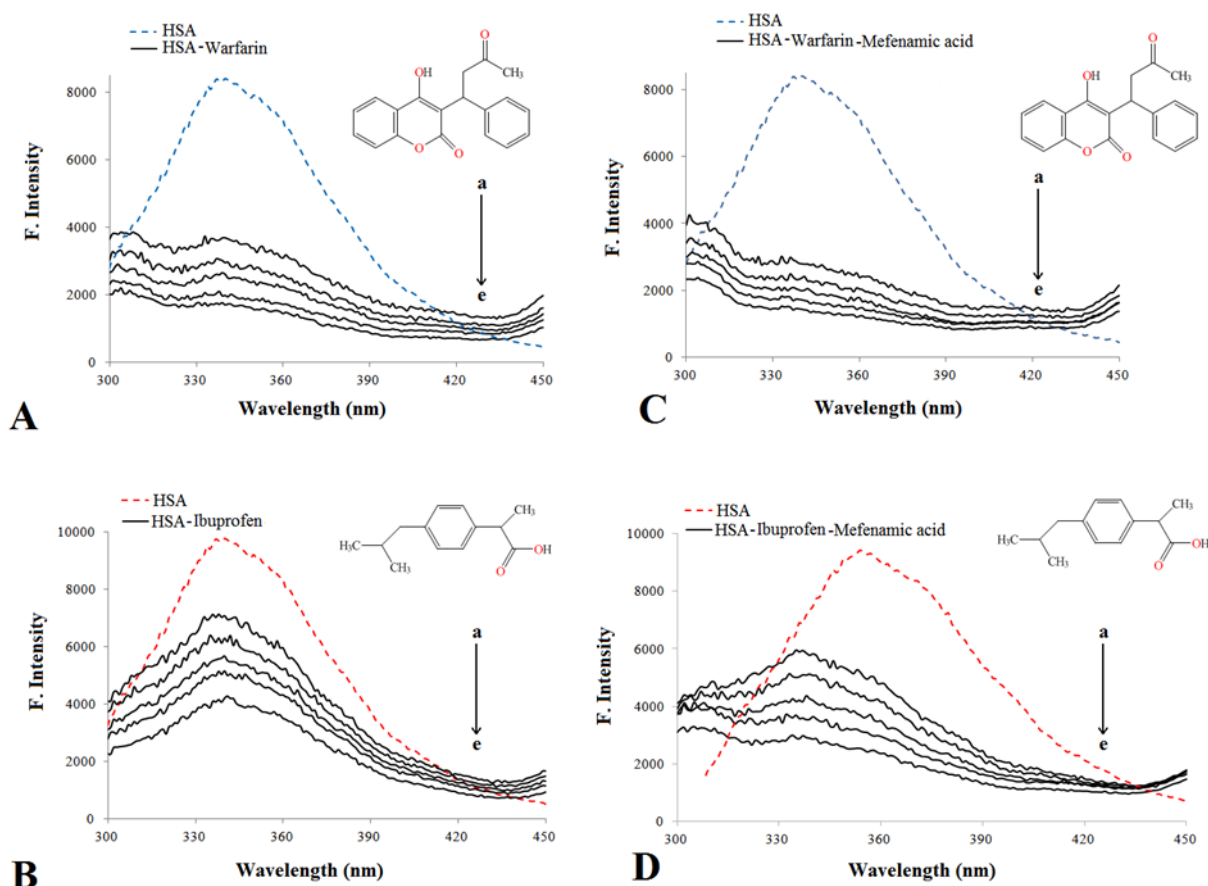 HSA
HSA-Warfarin
F. Intensity
8000
6000
4000
2000
0
300
330
360
390
420
450
Wavelength (nm)
OH
O
CH₃
O
O
a
e
A
HSA
HSA-Warfarin-Mefenamic acid
F. Intensity
8000
6000
4000
2000
0
300
330
360
390
420
450
Wavelength (nm)
OH
O
CH₃
O
O
a
e
C
HSA
HSA-Ibuprofen
F. Intensity
10000
8000
6000
4000
2000
0
300
330
360
390
420
450
Wavelength (nm)
H₃C
CH₃
CH₃
OH
O
a
e
B
HSA
HSA-Ibuprofen-Mefenamic acid
F. Intensity
10000
8000
6000
4000
2000
0
300
330
360
390
420
450
Wavelength (nm)
H₃C
CH₃
CH₃
OH
O
a
e
D